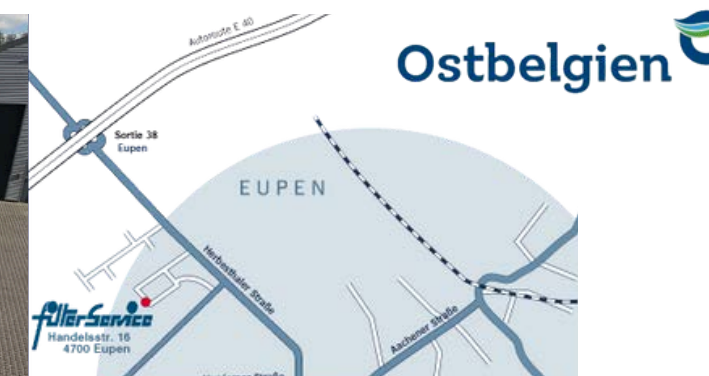 Autoroute E 40
Ostbelgien
Sortie 38
Eupen
EUPEN
Herbesthaler Straße
filterService
Handelsstr. 16
4700 Eupen
Aachener Straße